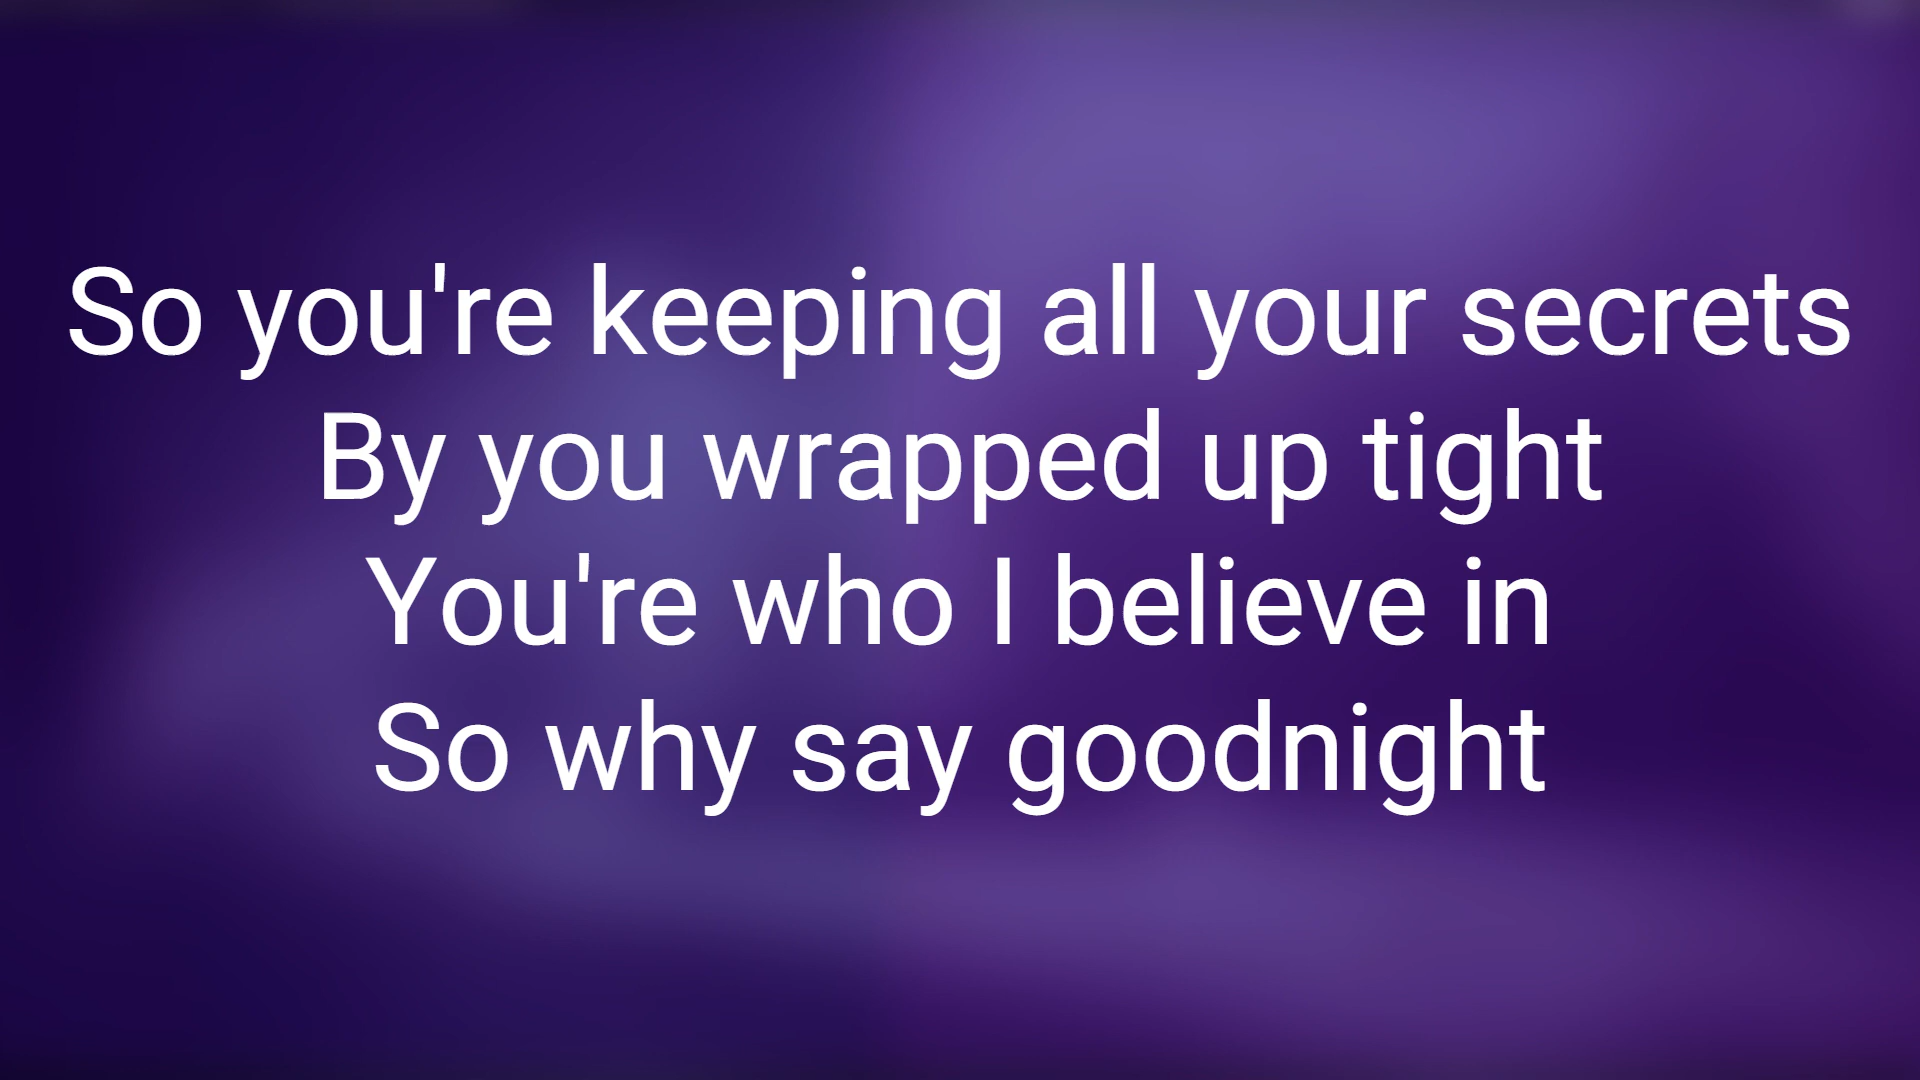 So you're keeping all your secrets
By you wrapped up tight
You're who I believe in
So why say goodnight